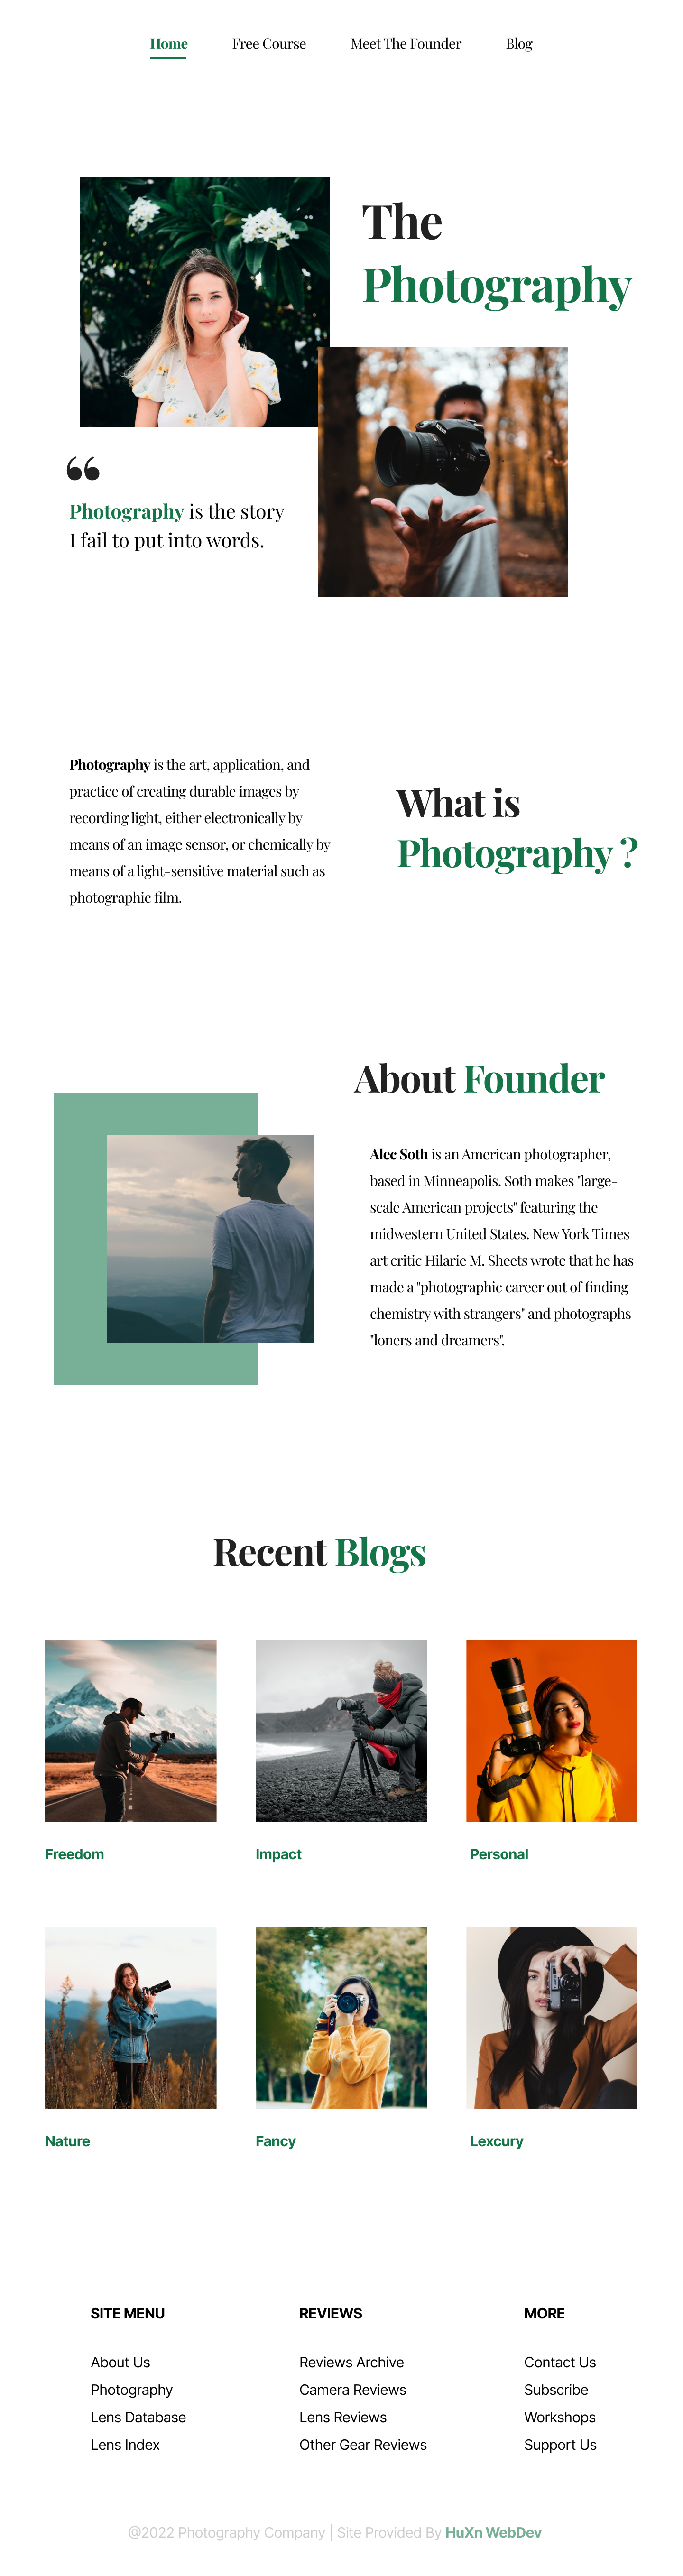 Home Free Course Meet The Founder Blog
The
Photography
“
Photography is the story
I fail to put into words.
Photography is the art, application, and
practice of creating durable images by
recording light, either electronically by
means of an image sensor, or chemically by
means of a light-sensitive material such as
photographic film.
What is
Photography ?
About Founder
Alec Soth is an American photographer,
based in Minneapolis. Soth makes "large-
scale American projects" featuring the
midwestern United States. New York Times
art critic Hilarie M. Sheets wrote that he has
made a "photographic career out of finding
chemistry with strangers" and photographs
"loners and dreamers".
Recent Blogs
Freedom
Impact
Personal
Nature
Fancy
Lexcury
SITE MENU
About Us
Photography
Lens Database
Lens Index
REVIEWS
Reviews Archive
Camera Reviews
Lens Reviews
Other Gear Reviews
MORE
Contact Us
Subscribe
Workshops
Support Us
@2022 Photography Company | Site Provided By HuXn WebDev